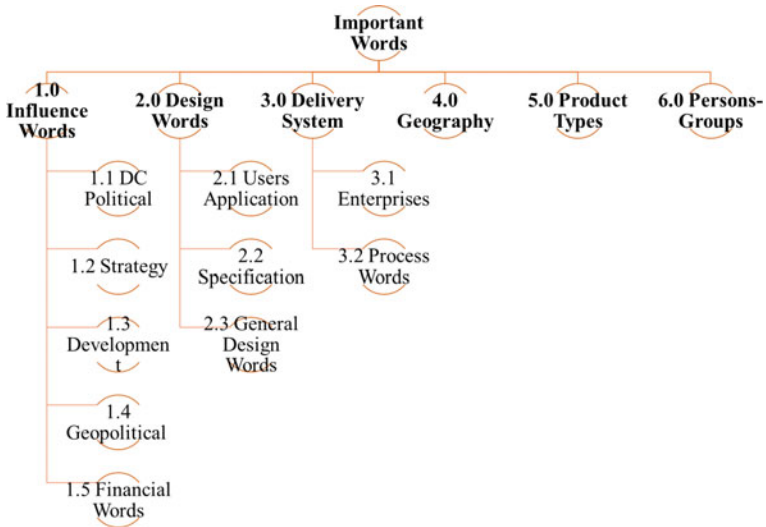 Important
Words
1.0
Influence
Words
2.0 Design
Words
3.0 Delivery
System
4.0
Geography
5.0 Product
Types
6.0 Persons-
Groups
1.1 DC
Political
1.2 Strategy
1.3
Developmen
t
1.4
Geopolitical
1.5 Financial
Words
2.1 Users
Application
2.2
Specification
2.3 General
Design
Words
3.1
Enterprises
3.2 Process
Words